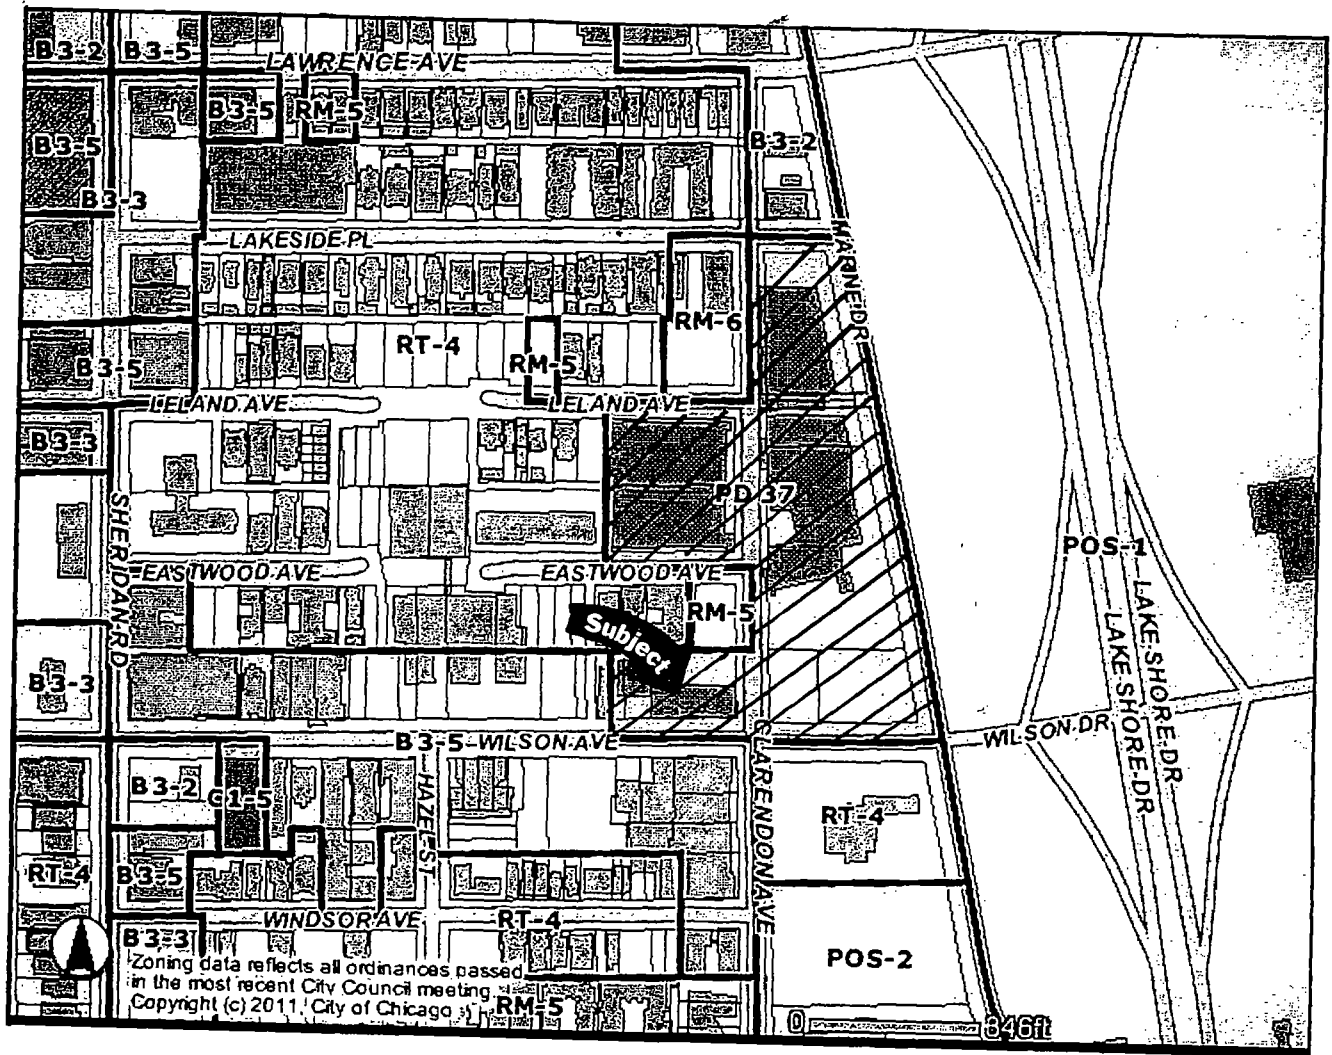 B3-2
B3-5
LAWRENCE AVE
B3-5
RM-5
B3-5
B3-2
B3-3
LAKESIDE PL
MARINE DR
RM-6
RT-4
RM-5
B3-5
LELAND AVE
LELAND AVE
B3-3
PD 37
SHERIDAN RD
POS-1
EASTWOOD AVE
EASTWOOD AVE
RM-5
Subject
LAKE SHORE DR
LAKE SHORE DR
B3-3
B3-5
WILSON AVE
WILSON DR
CLARENDON AVE
HAZEL ST
B3-2
C1-5
RT-4
RT-4
B3-5
WINDSOR AVE
RT-4
B3-3
POS-2
Zoning data reflects all ordinances passed
in the most recent City Council meeting.
Copyright (c) 2011, City of Chicago
RM-5
0
846ft